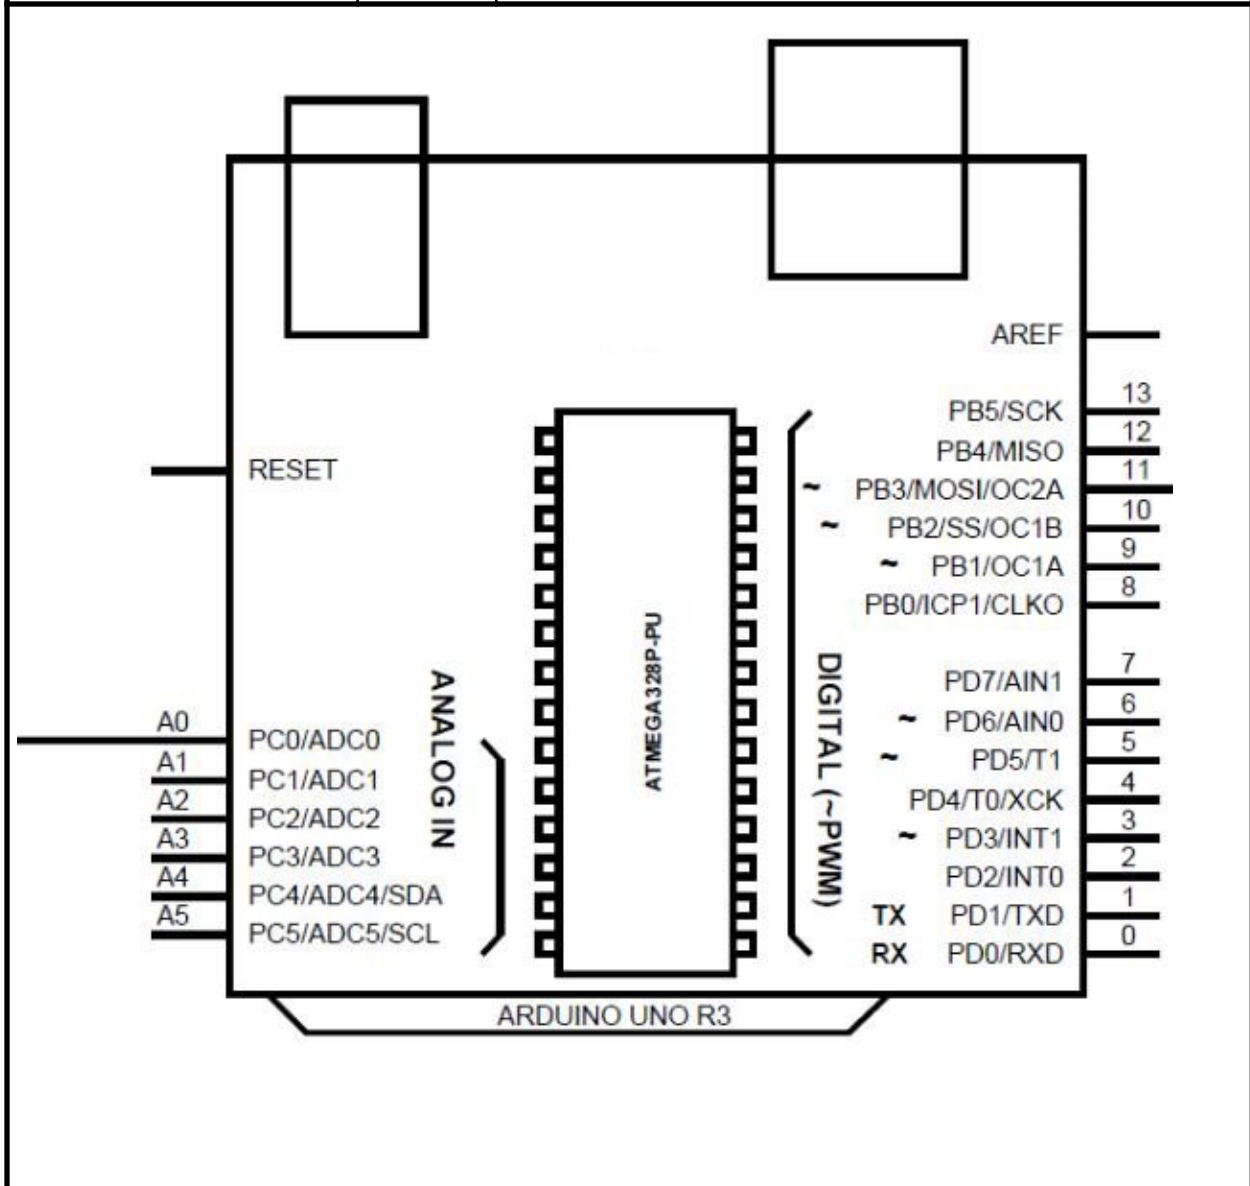 AREF
13
PB5/SCK
12
PB4/MISO
11
~ PB3/MOSI/OC2A
10
~ PB2/SS/OC1B
9
~ PB1/OC1A
8
PB0/ICP1/CLKO
7
PD7/AIN1
6
~ PD6/AIN0
5
~ PD5/T1
4
PD4/T0/XCK
3
~ PD3/INT1
2
PD2/INT0
1
TX PD1/TXD
0
RX PD0/RXD
DIGITAL (~PWM)
ATMEGA328P-PU
RESET
ANALOG IN
A0
PC0/ADC0
A1
PC1/ADC1
A2
PC2/ADC2
A3
PC3/ADC3
A4
PC4/ADC4/SDA
A5
PC5/ADC5/SCL
ARDUINO UNO R3